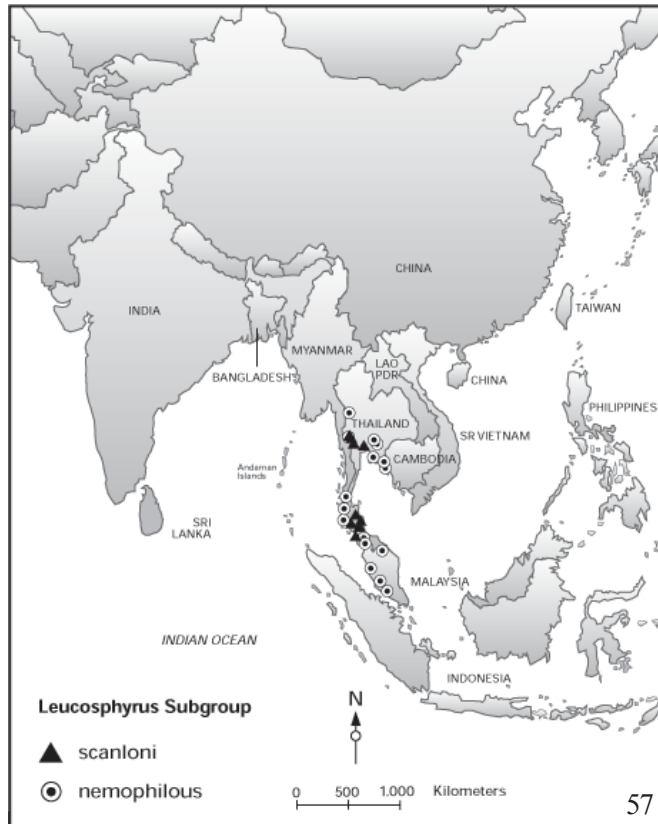 CHINA
INDIA
TAIWAN
MYANMAR
LAO
PDR
BANGLADESH
CHINA
THAILAND
PHILIPPINES
SR VIETNAM
CAMBODIA
Andaman
Islands
SRI
LANKA
MALAYSIA
INDIAN OCEAN
INDONESIA
Leucosphyrus Subgroup
N
scanloni
nemophilous
0 500 1.000 Kilometers
57